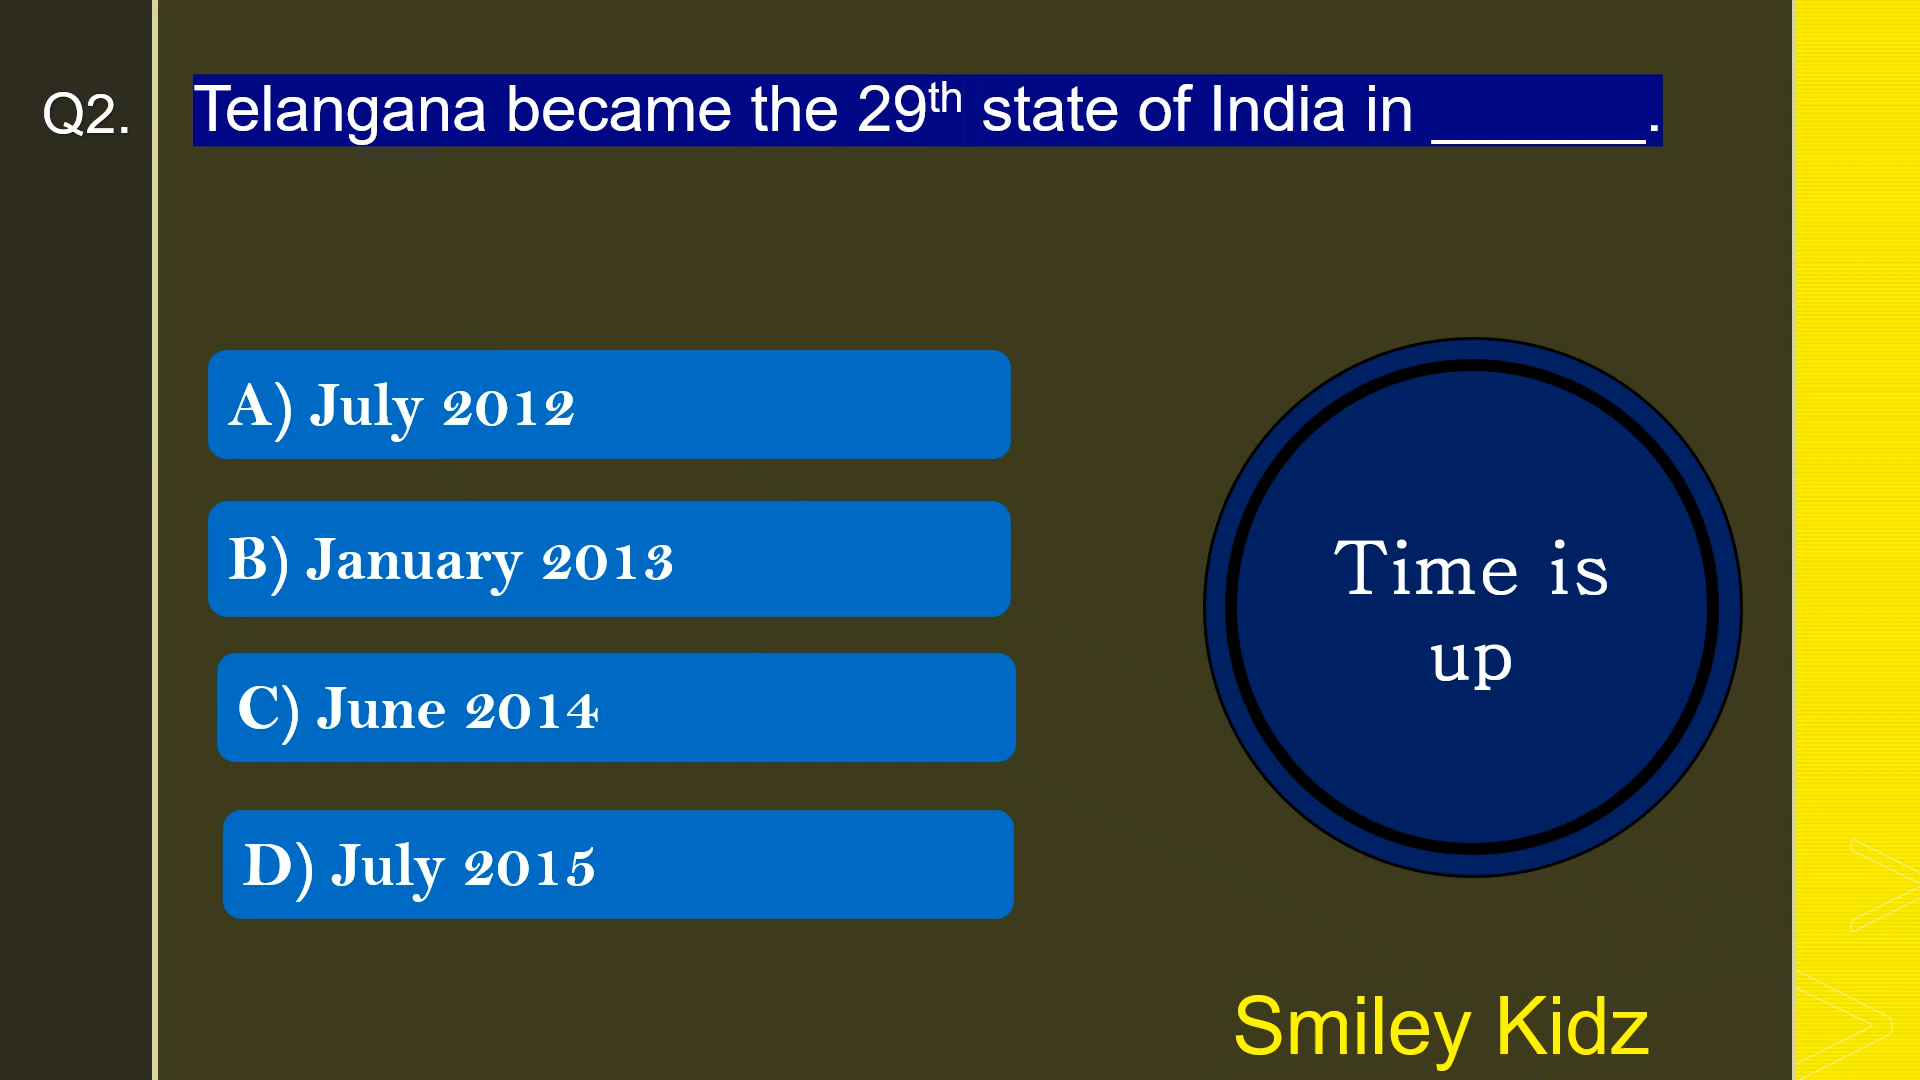 Q2.
Telangana became the 29th state of India in _______.
A) July 2012
B) January 2013
C) June 2014
D) July 2015
Time is
up
Smiley Kidz